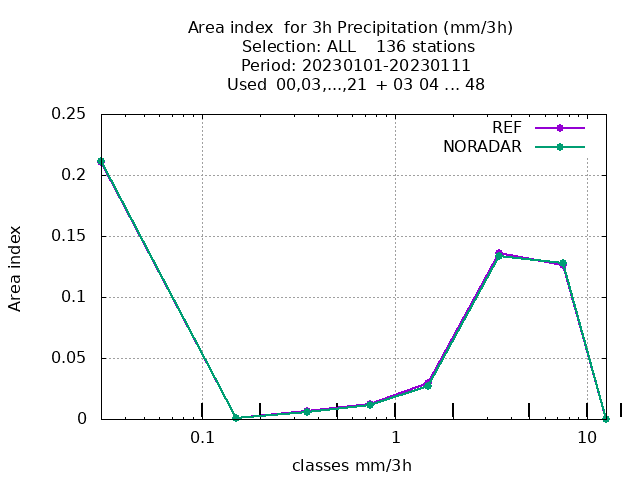 Area index  for 3h Precipitation (mm/3h)
Selection: ALL    136 stations
Period: 20230101-20230111
Used  00,03,...,21  + 03 04 ... 48
REF
NORADAR
0.25
0.2
0.15
0.1
0.05
0
Area index
0.1
1
10
classes mm/3h